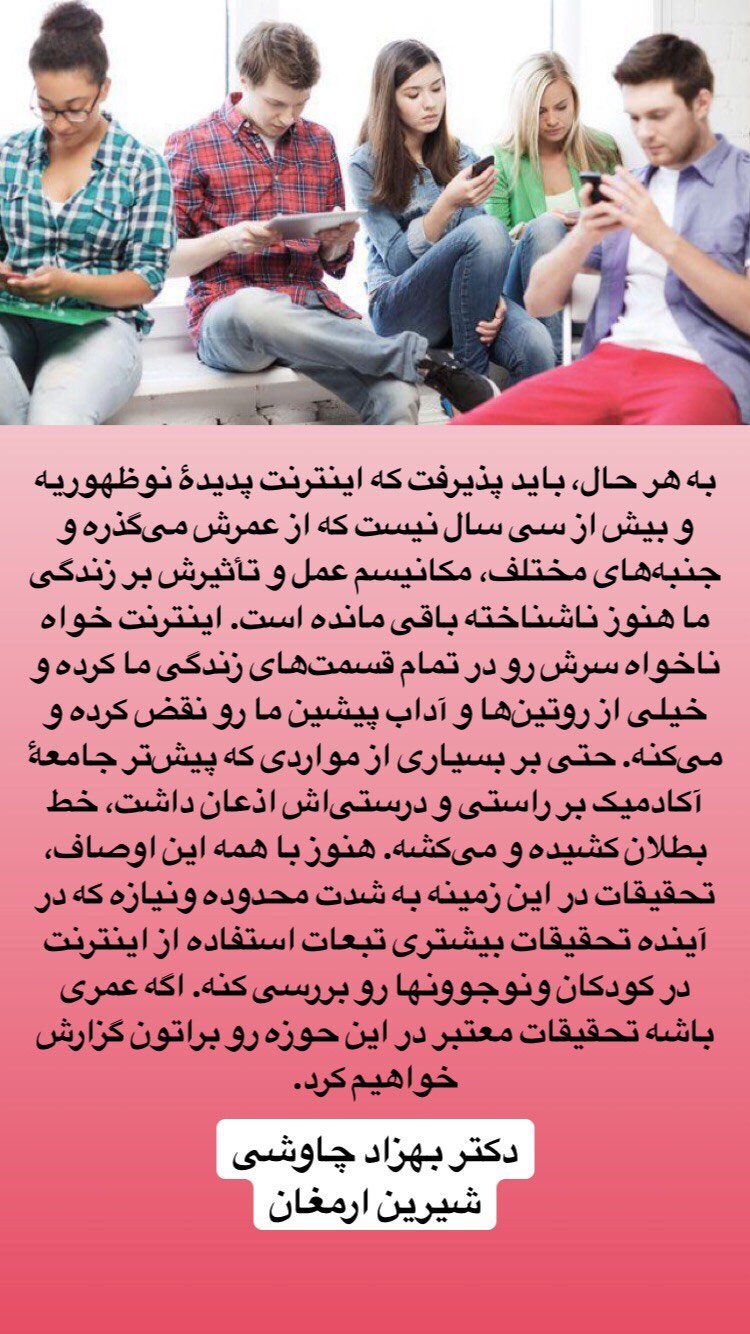 به هر حال، باید پذیرفت که اینترنت پدیدهٔ نوظهوریه
و بیش از سی سال نیست که از عمرش می‌گذره و
جنبه‌های مختلف، مکانیسم عمل و تأثیرش بر زندگی
ما هنوز ناشناخته باقی مانده است. اینترنت خواه
ناخواه سرش رو در تمام قسمت‌های زندگی ما کرده و
خیلی از روتین‌ها و آداب پیشین ما رو نقض کرده و
می‌کنه. حتی بر بسیاری از مواردی که پیش‌تر جامعهٔ
آکادمیک بر راستی و درستی‌اش اذعان داشت، خط
بطلان کشیده و می‌کشه. هنوز با همه این اوصاف،
تحقیقات در این زمینه به شدت محدوده ونیازه که در
آینده تحقیقات بیشتری تبعات استفاده از اینترنت
در کودکان ونوجوونها رو بررسی کنه. اگه عمری
باشه تحقیقات معتبر در این حوزه رو براتون گزارش
خواهیم کرد.
دکتر بهزاد چاوشی
شیرین ارمغان